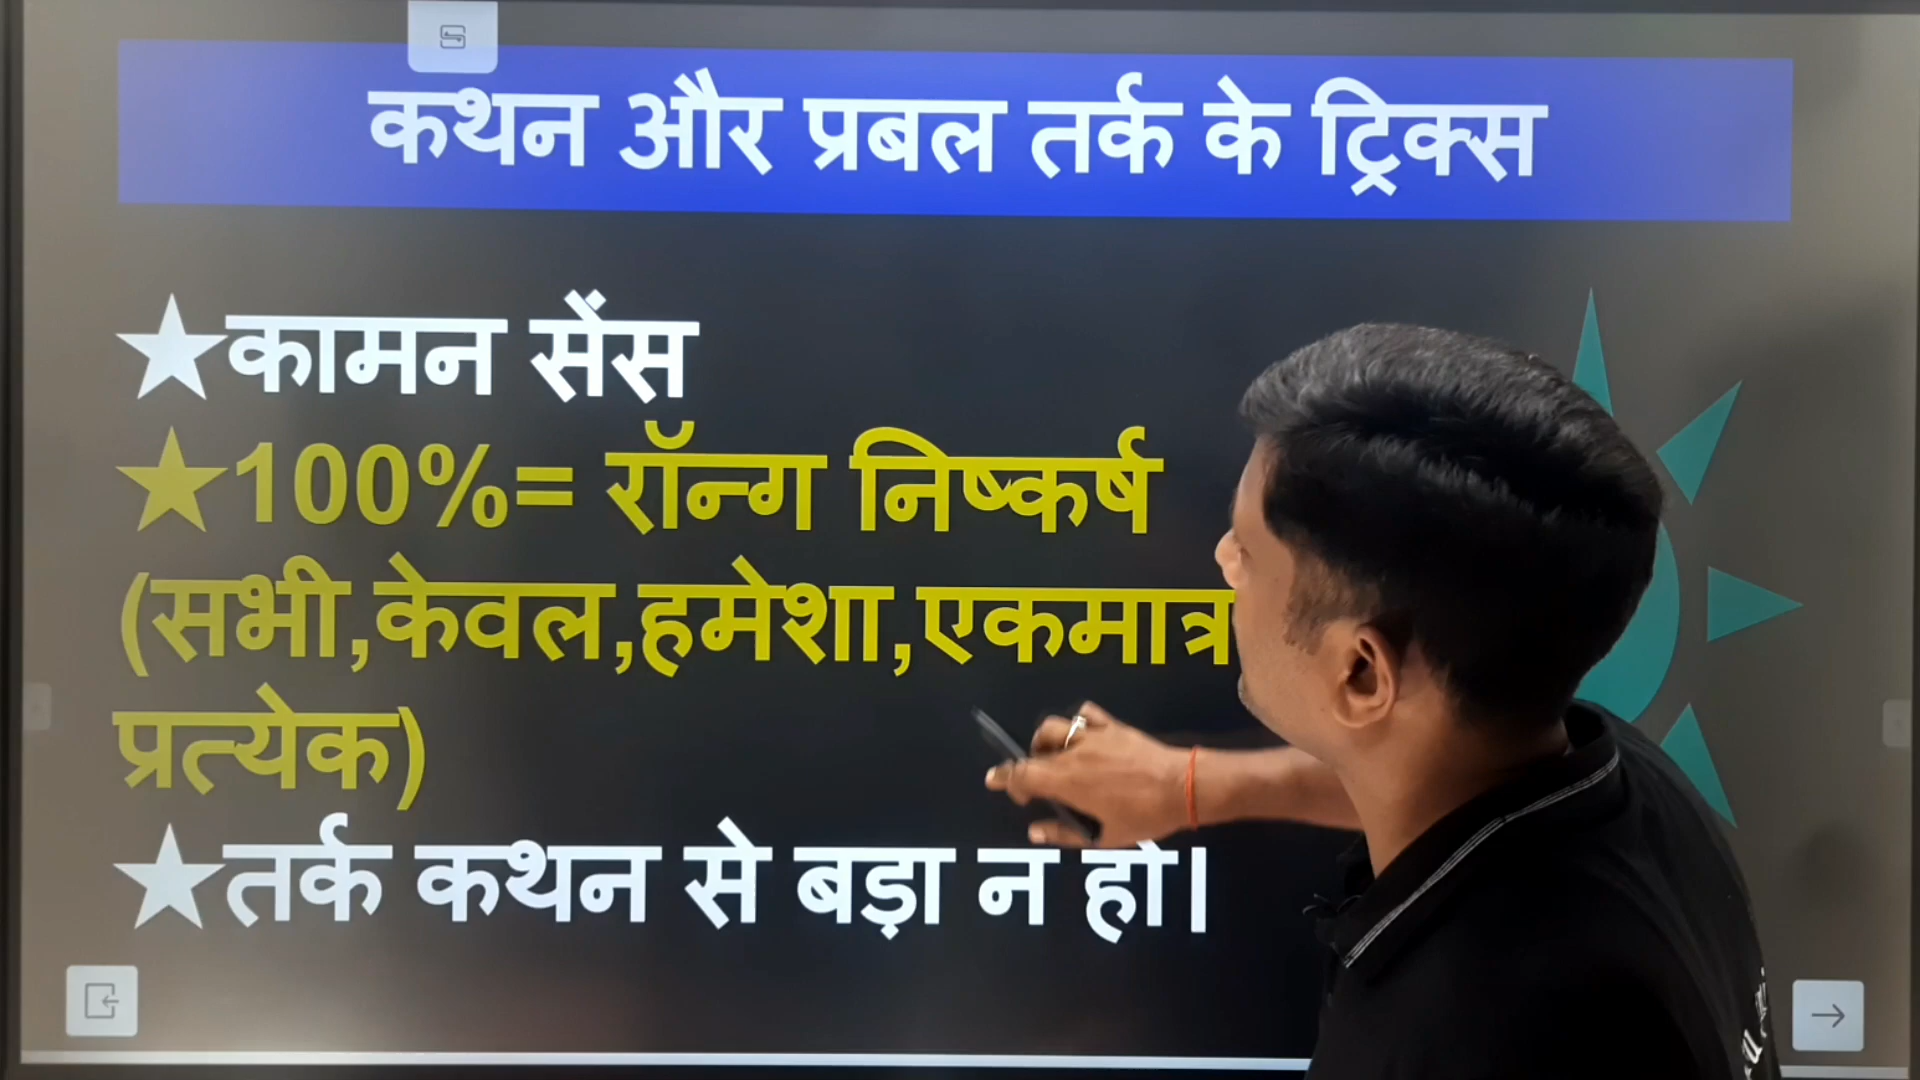 कथन और प्रबल तर्क के ट्रिक्स
★कामन सेंस
★100%= रॉन्ग निष्कर्ष
(सभी,केवल,हमेशा,एकमात्र
प्रत्येक)
★तर्क कथन से बड़ा न हो।